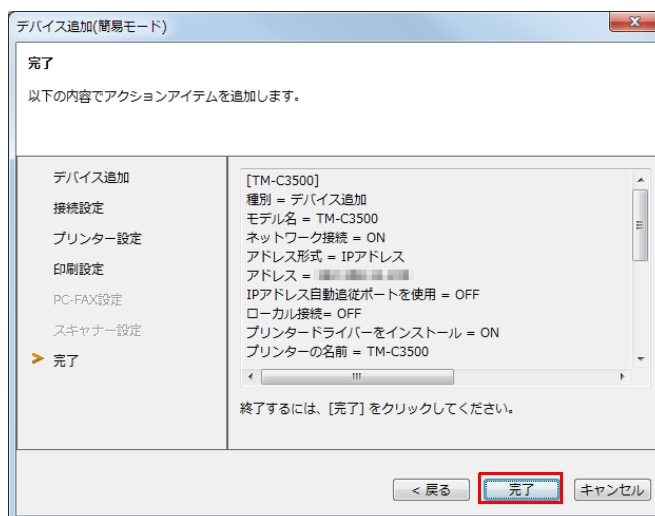 デバイス追加(簡易モード)
完了
以下の内容でアクションアイテムを追加します。
デバイス追加
接続設定
プリンター設定
印刷設定
PC-FAX設定
スキャナー設定
完了
[TM-C3500]
種別 = デバイス追加
モデル名 = TM-C3500
ネットワーク接続 = ON
アドレス形式 = IPアドレス
アドレス =
IPアドレス自動追従ポートを使用 = OFF
ローカル接続= OFF
プリンタードライバーをインストール = ON
プリンターの名前 = TM-C3500
終了するには、[完了] をクリックしてください。
< 戻る
完了
キャンセル